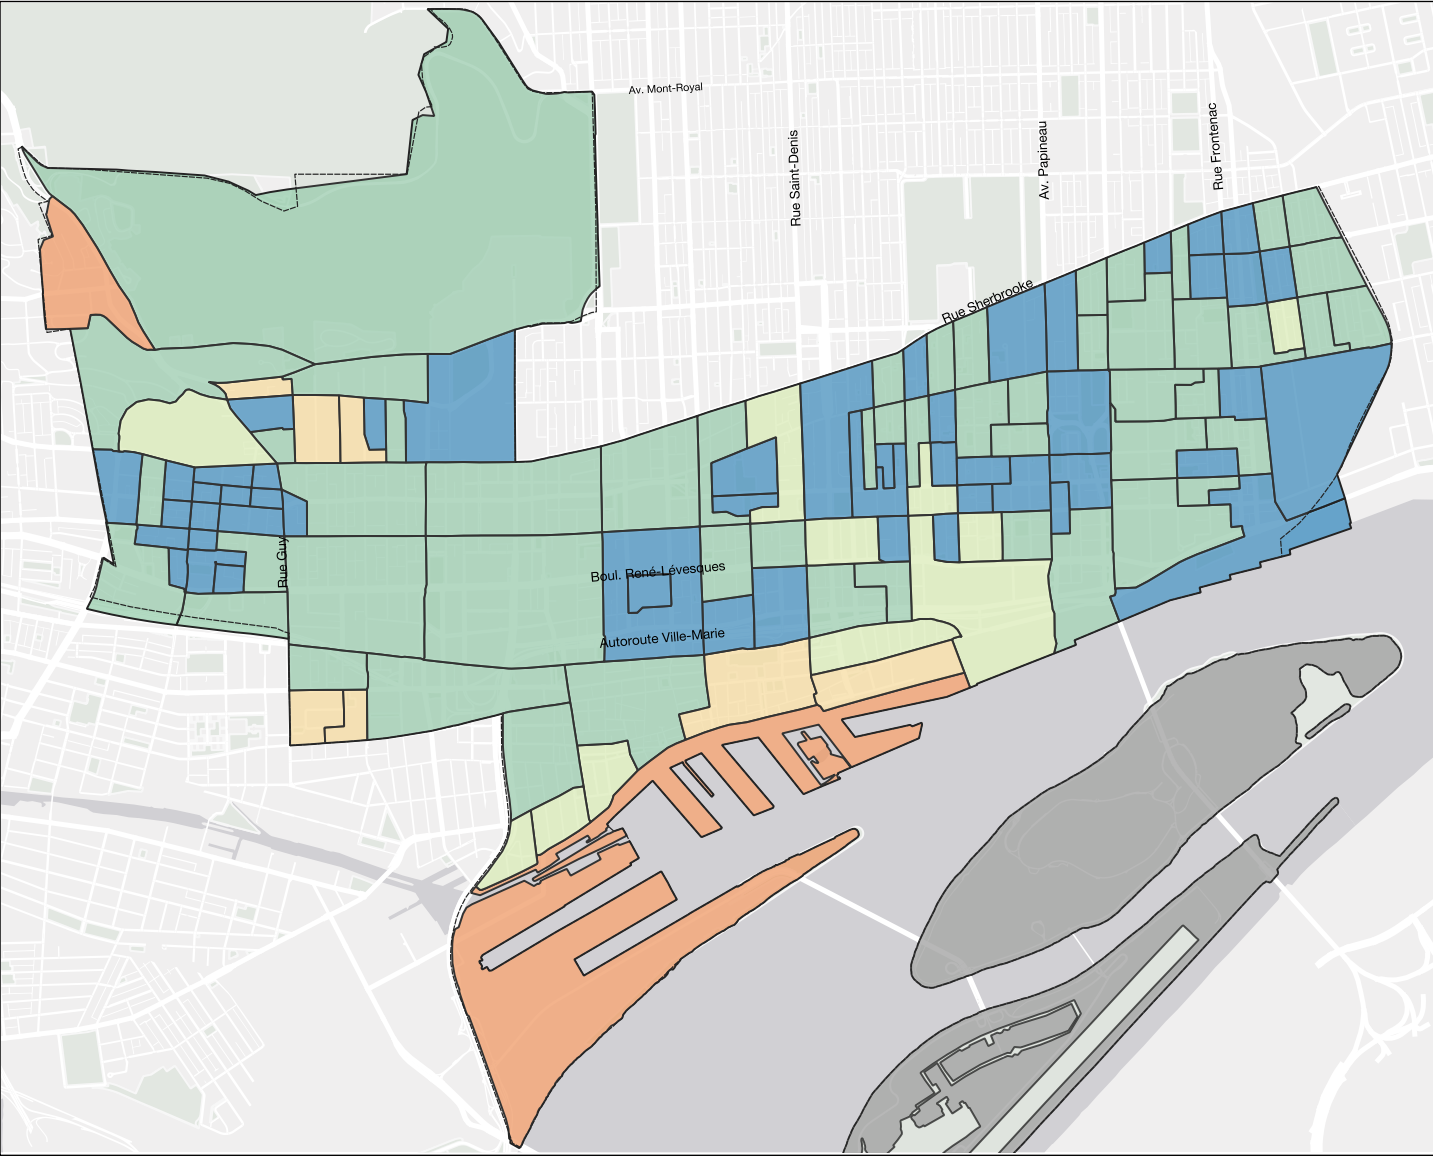 Av. Mont-Royal
Rue Saint-Denis
Av. Papineau
Rue Frontenac
Rue Sherbrooke
Rue Guy
Boul. René-Lévesques
Autoroute Ville-Marie